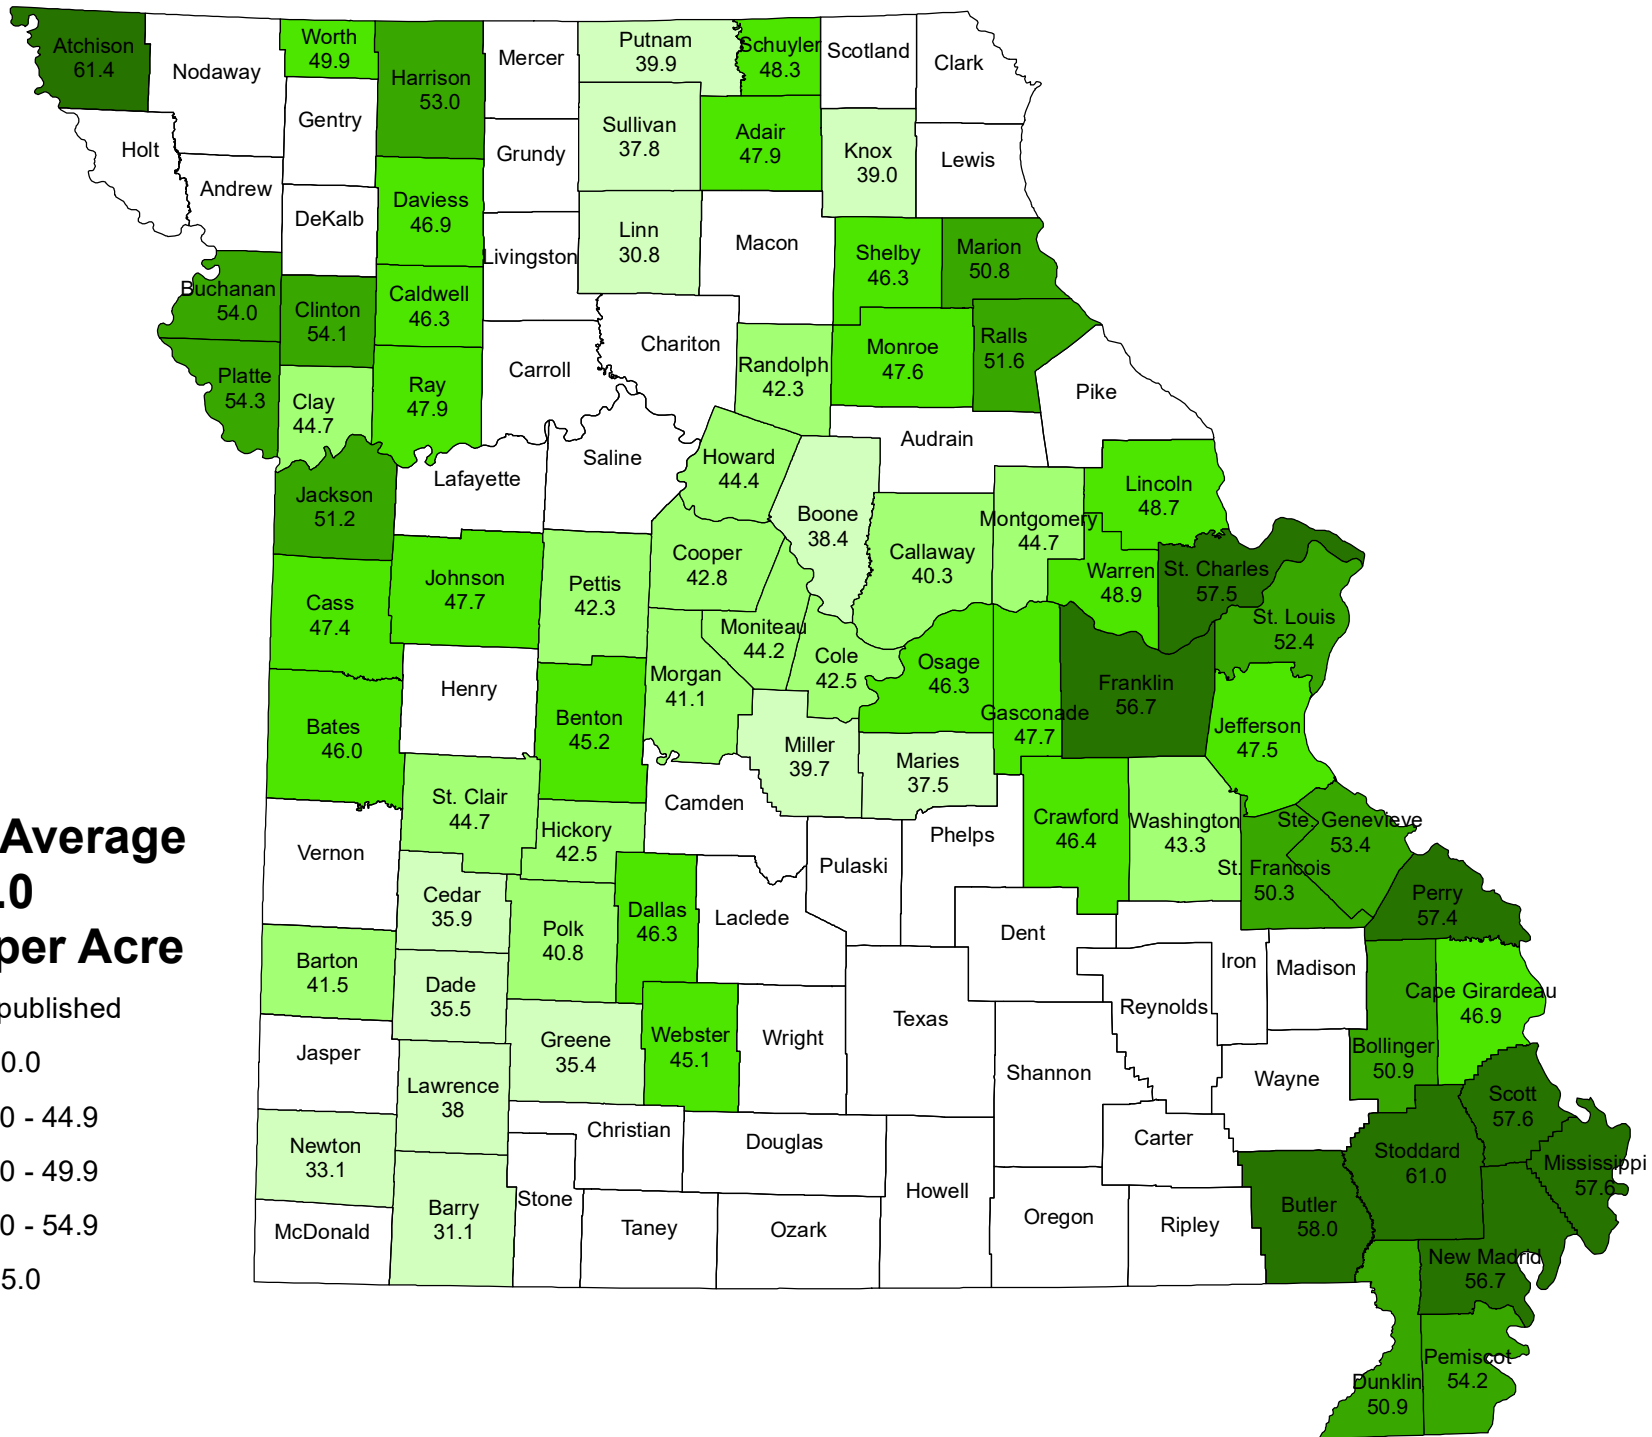 Atchison
61.4
Nodaway
Worth
49.9
Harrison
53.0
Mercer
Putnam
39.9
Schuyler
48.3
Scotland
Clark
Holt
Andrew
Gentry
DeKalb
Daviess
46.9
Grundy
Sullivan
37.8
Adair
47.9
Knox
39.0
Lewis
Livingston
Linn
30.8
Macon
Shelby
46.3
Marion
50.8
Buchanan
54.0
Clinton
54.1
Caldwell
46.3
Carroll
Chariton
Randolph
42.3
Monroe
47.6
Ralls
51.6
Pike
Platte
54.3
Clay
44.7
Ray
47.9
Lafayette
Saline
Howard
44.4
Boone
38.4
Audrain
Callaway
40.3
Montgomery
44.7
Lincoln
48.7
Warren
48.9
St. Charles
57.5
St. Louis
52.4
Jackson
51.2
Cass
47.4
Johnson
47.7
Pettis
42.3
Cooper
42.8
Moniteau
44.2
Morgan
41.1
Cole
42.5
Osage
46.3
Gasconade
47.7
Franklin
56.7
Jefferson
47.5
Bates
46.0
Henry
Benton
45.2
Miller
39.7
Maries
37.5
St. Clair
44.7
Hickory
42.5
Camden
Pulaski
Phelps
Crawford
46.4
Washington
43.3
Ste. Genevieve
53.4
St. Francois
50.3
Perry
57.4
Vernon
Cedar
35.9
Polk
40.8
Dallas
46.3
Laclede
Dent
Iron
Madison
Reynolds
Bollinger
50.9
Cape Girardeau
46.9
Barton
41.5
Dade
35.5
Greene
35.4
Webster
45.1
Wright
Texas
Shannon
Wayne
Scott
57.6
Jasper
Lawrence
38
Christian
Douglas
Carter
Stoddard
61.0
Mississippi
57.6
Newton
33.1
Barry
31.1
Stone
Taney
Ozark
Howell
Oregon
Ripley
Butler
58.0
New Madrid
56.7
McDonald
Dunklin
50.9
Pemiscot
54.2
Average
.0
per Acre
published
0.0
0 - 44.9
0 - 49.9
0 - 54.9
5.0